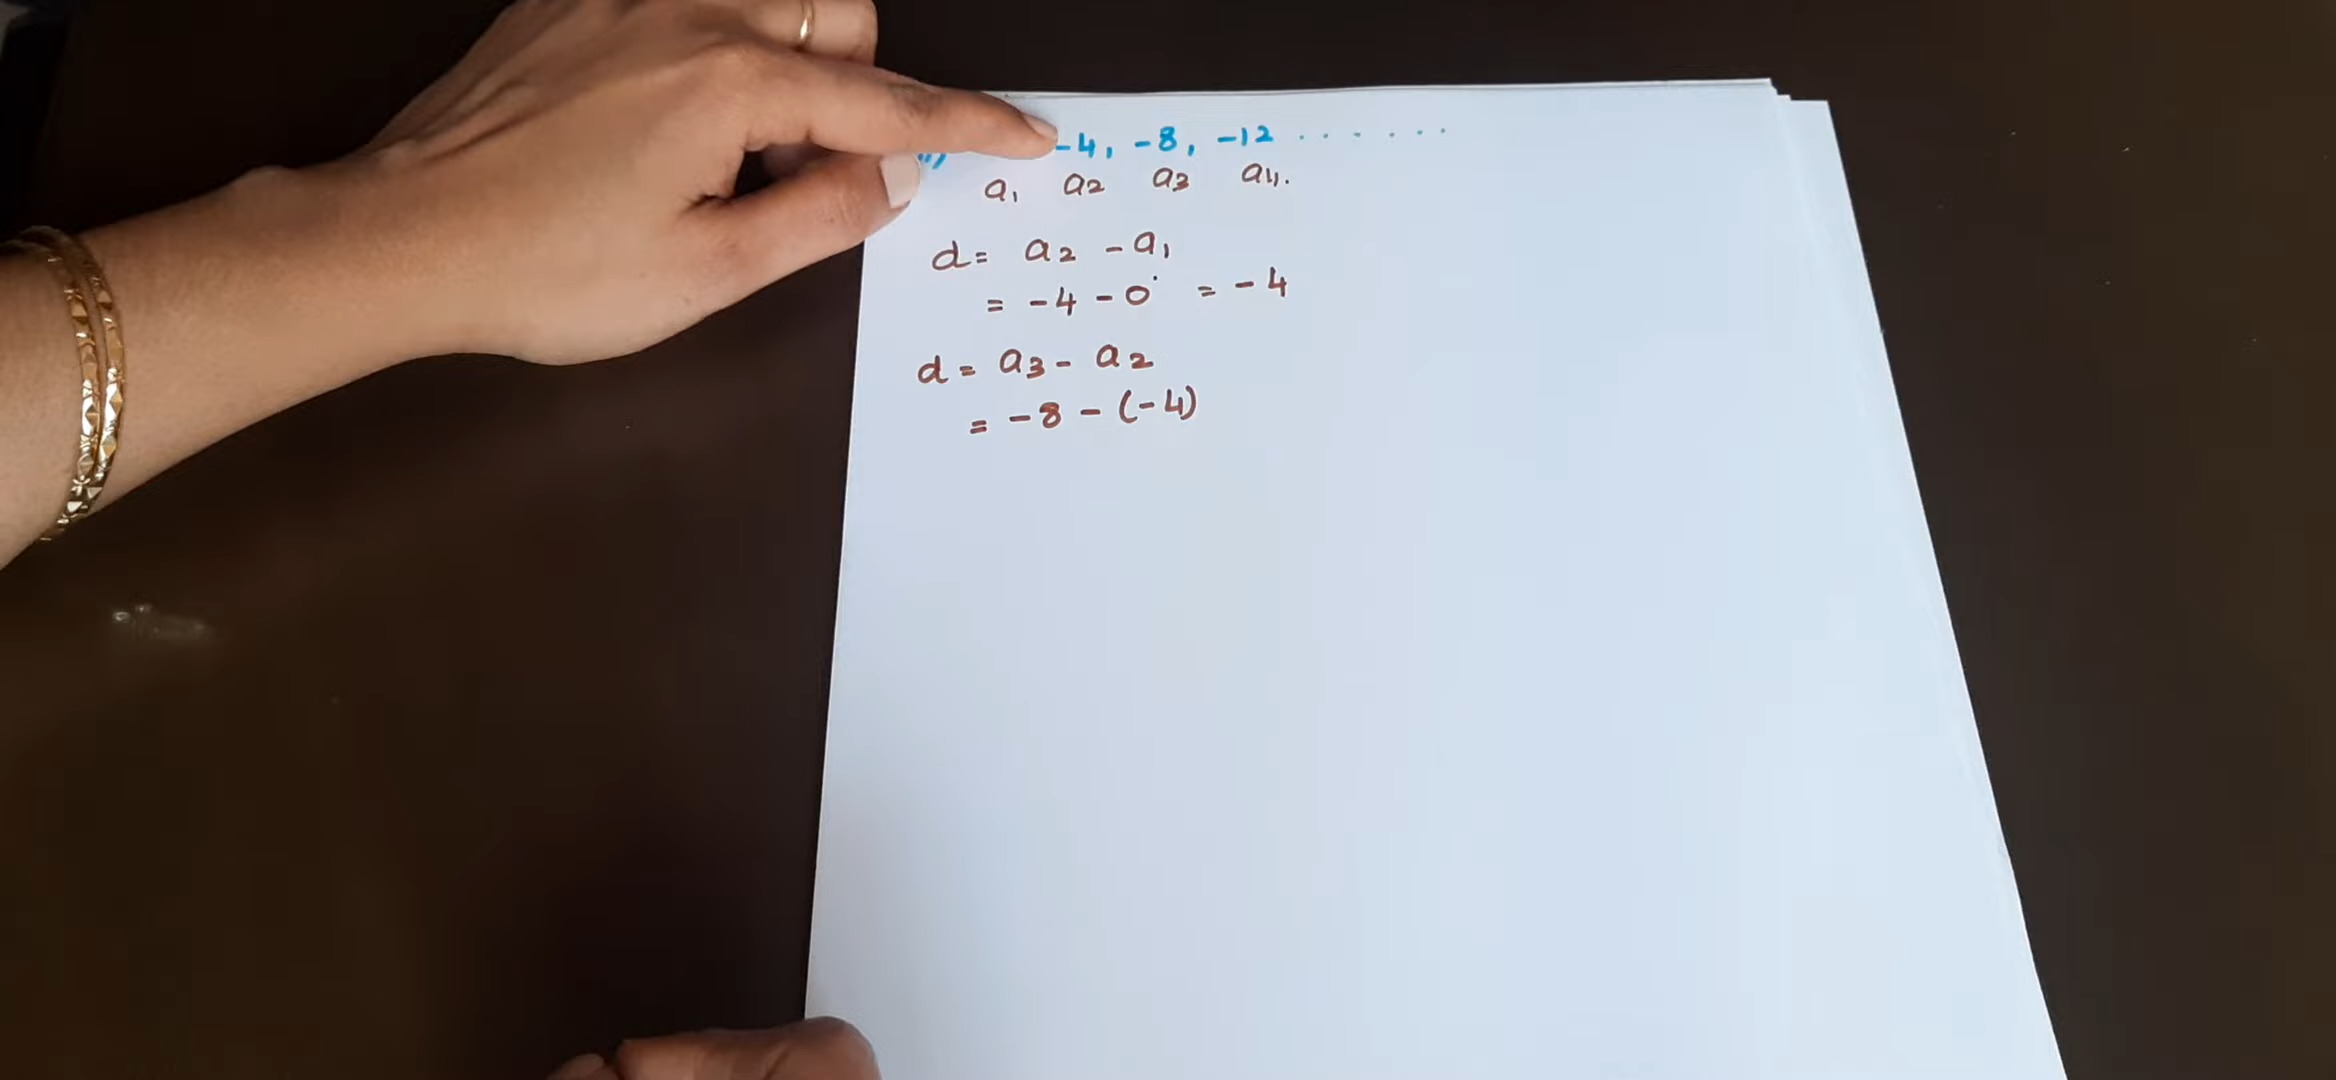 -4, -8, -12 . . . . . .
a₁ a₂ a₃ a₄.
d = a₂ - a₁
= -4 - 0 = -4
d = a₃ - a₂
= -8 - (-4)